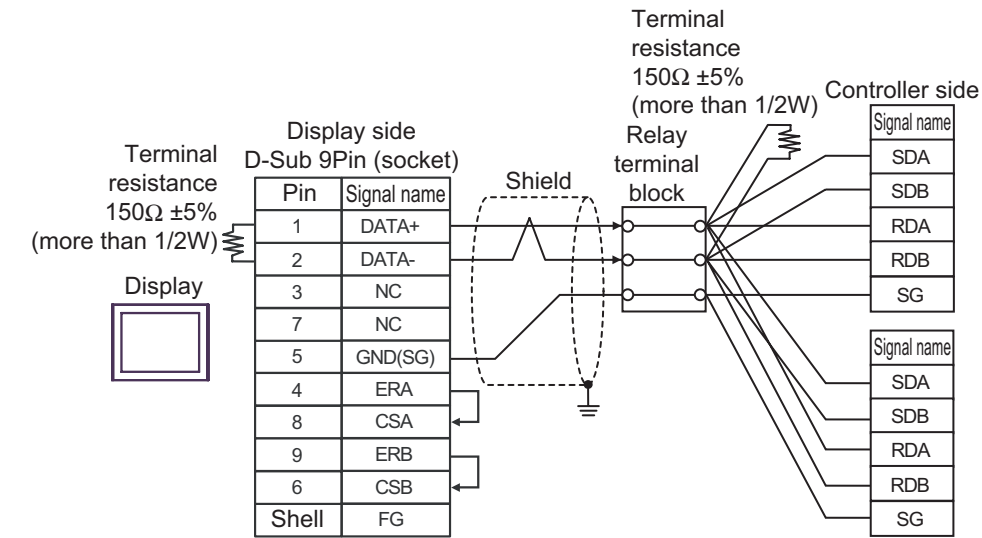 Terminal
resistance
150Ω ±5%
(more than 1/2W)
Controller side
Display side
D-Sub 9Pin (socket)
Terminal
resistance
150Ω ±5%
(more than 1/2W)
Display
Shield
Relay
terminal
block
Pin Signal name
1 DATA+
2 DATA-
3 NC
7 NC
5 GND(SG)
4 ERA
8 CSA
9 ERB
6 CSB
Shell FG
Signal name
SDA
SDB
RDA
RDB
SG
Signal name
SDA
SDB
RDA
RDB
SG